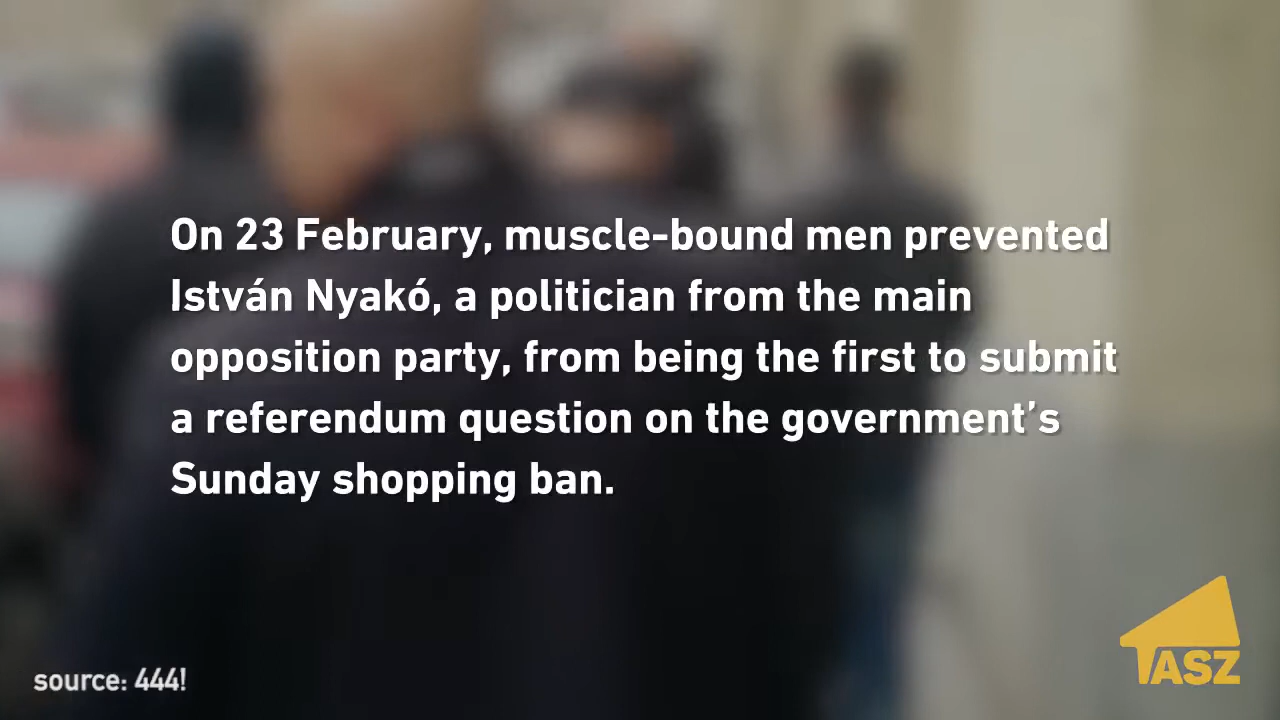 On 23 February, muscle-bound men prevented
István Nyakó, a politician from the main
opposition party, from being the first to submit
a referendum question on the government’s
Sunday shopping ban.
source: 444!
TASZ